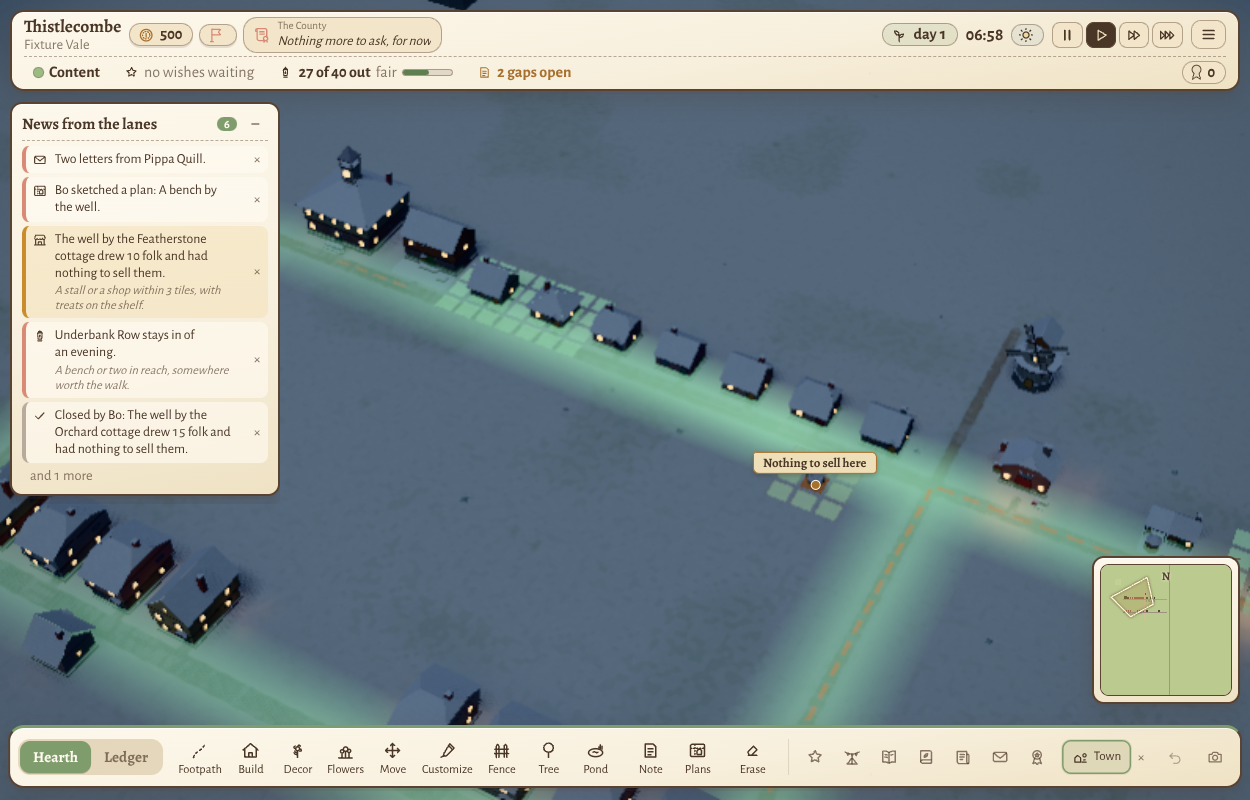 Thistlecombe
Fixture Vale
500
The County
Nothing more to ask, for now
day 1
06:58
Content
no wishes waiting
27 of 40 out fair
2 gaps open
0
News from the lanes
6
Two letters from Pippa Quill.
Bo sketched a plan: A bench by
the well.
The well by the Featherstone
cottage drew 10 folk and had
nothing to sell them.
A stall or a shop within 3 tiles, with
treats on the shelf.
Underbank Row stays in of
an evening.
A bench or two in reach, somewhere
worth the walk.
Closed by Bo: The well by the
Orchard cottage drew 15 folk and
had nothing to sell them.
and 1 more
Nothing to sell here
N
Hearth
Ledger
Footpath
Build
Decor
Flowers
Move
Customize
Fence
Tree
Pond
Note
Plans
Erase
Town